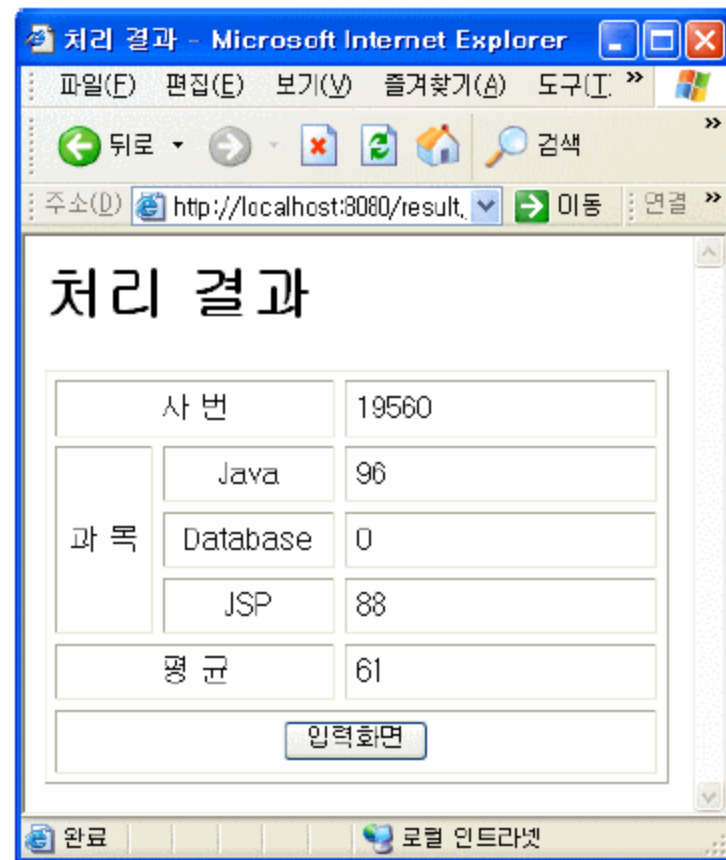 처리 결과 - Microsoft Internet Explorer
파일(F) 편집(E) 보기(V) 즐겨찾기(A) 도구(T) »
뒤로 검색 »
주소(D) http://localhost:8080/result, 이동 연결 »
처리 결과
사 번 19560
과 목 Java 96
Database 0
JSP 88
평 균 61
입력화면
완료 로컬 인트라넷